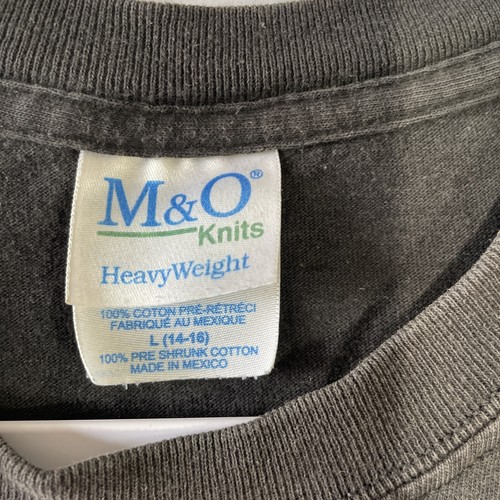 M&O®
Knits
HeavyWeight
100% COTON PRÉ-RÉTRÉCI
FABRIQUÉ AU MEXIQUE
L (14-16)
100% PRE SHRUNK COTTON
MADE IN MEXICO